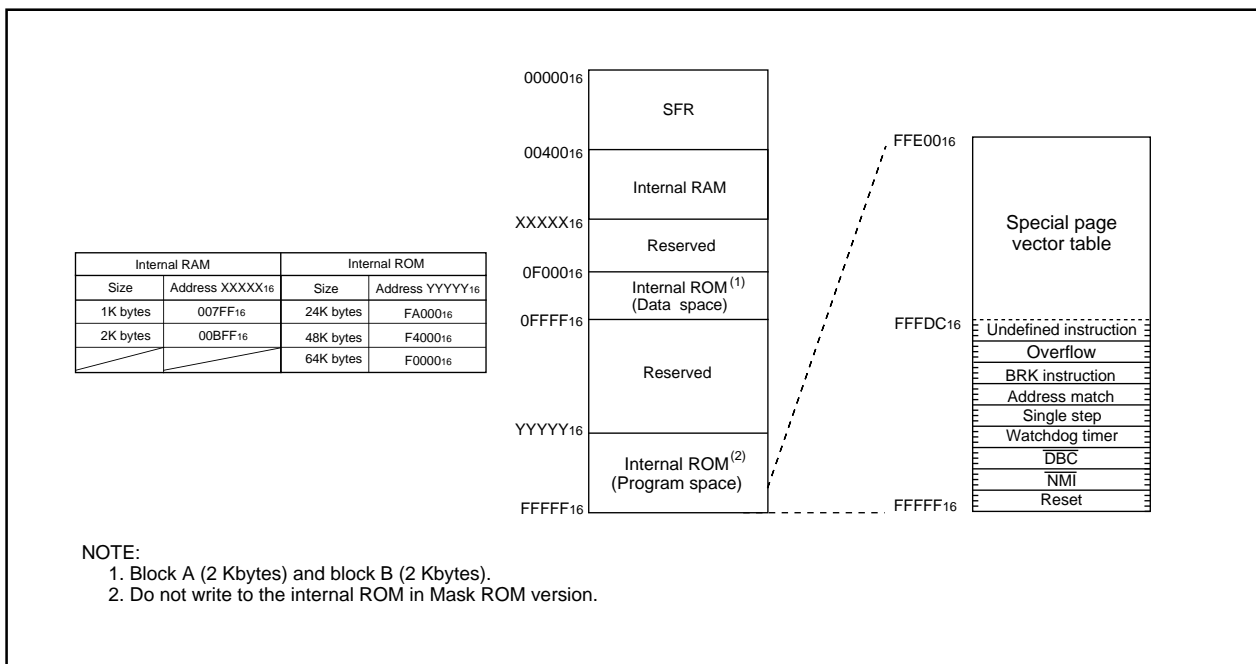 Internal RAM Internal ROM
Size Address XXXXX16 Size Address YYYYY16
1K bytes 007FF16 24K bytes FA00016
2K bytes 00BFF16 48K bytes F400016
64K bytes F000016
0000016
SFR
0040016
Internal RAM
XXXXX16
Reserved
0F00016
Internal ROM(1)
(Data space)
0FFFF16
Reserved
YYYYY16
Internal ROM(2)
(Program space)
FFFFF16
FFE0016
Special page
vector table
FFFDC16
Undefined instruction
Overflow
BRK instruction
Address match
Single step
Watchdog timer
DBC
NMI
Reset
FFFFF16
NOTE:
1. Block A (2 Kbytes) and block B (2 Kbytes).
2. Do not write to the internal ROM in Mask ROM version.